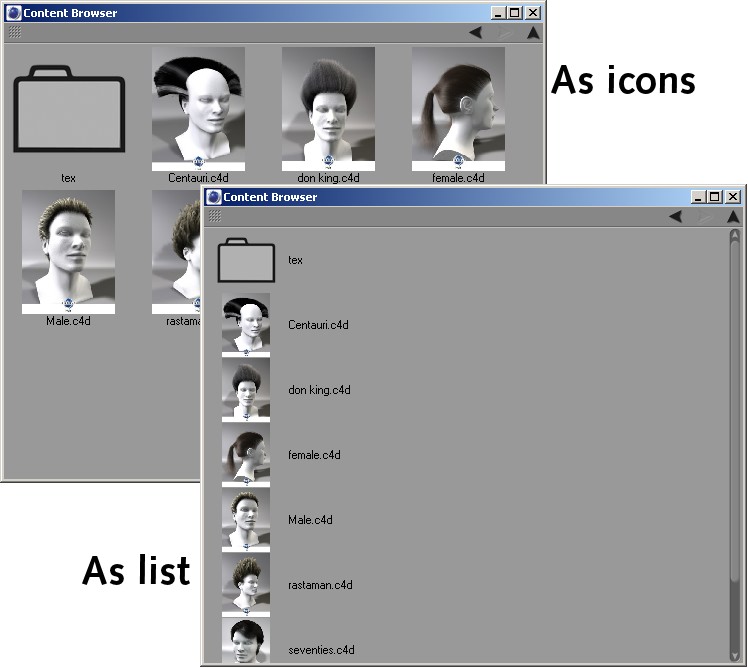 Content Browser
As icons
tex
Centauri.c4d
don king.c4d
female.c4d
Male.c4d
rastama
Content Browser
tex
Centauri.c4d
don king.c4d
female.c4d
Male.c4d
rastaman.c4d
seventies.c4d
As list